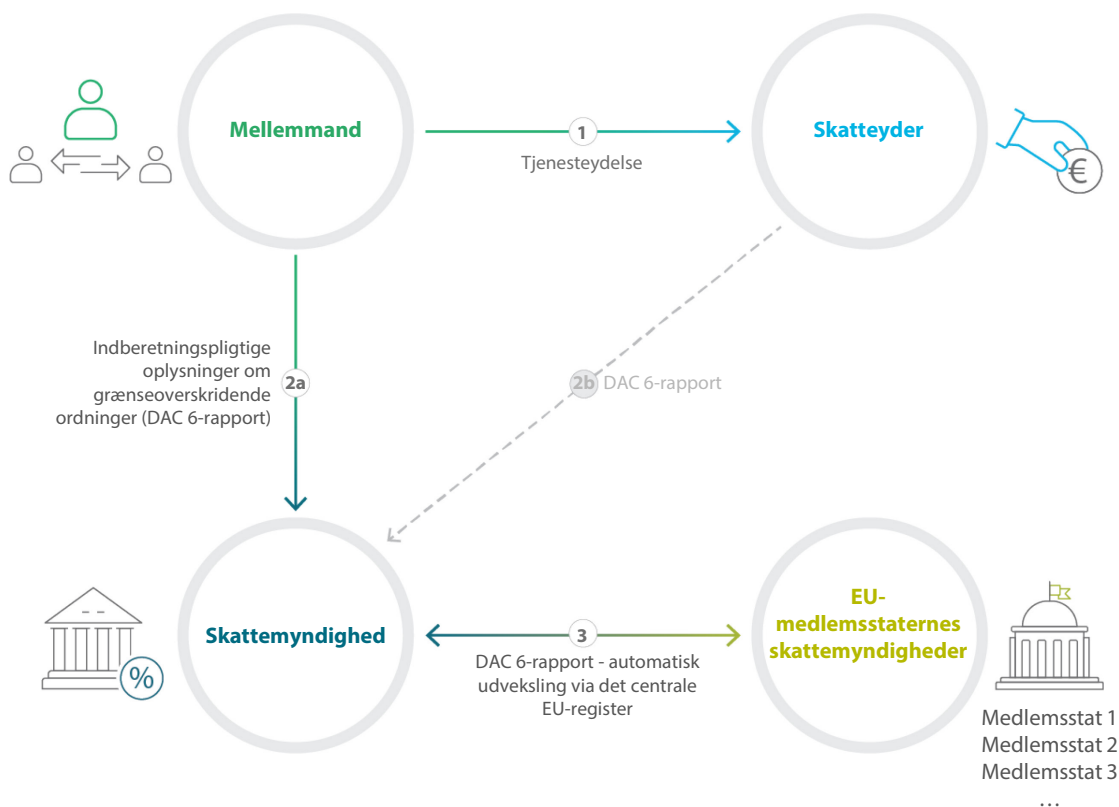 Mellemmand
1
Tjenesteydelse
Skatteyder
€
Indberetningspligtige
oplysninger om
grænseoverskridende
ordninger (DAC 6-rapport)
2a
2b DAC 6-rapport
Skattemyndighed
%
3
DAC 6-rapport - automatisk
udveksling via det centrale
EU-register
EU-
medlemsstaternes
skattemyndigheder
Medlemsstat 1
Medlemsstat 2
Medlemsstat 3
...